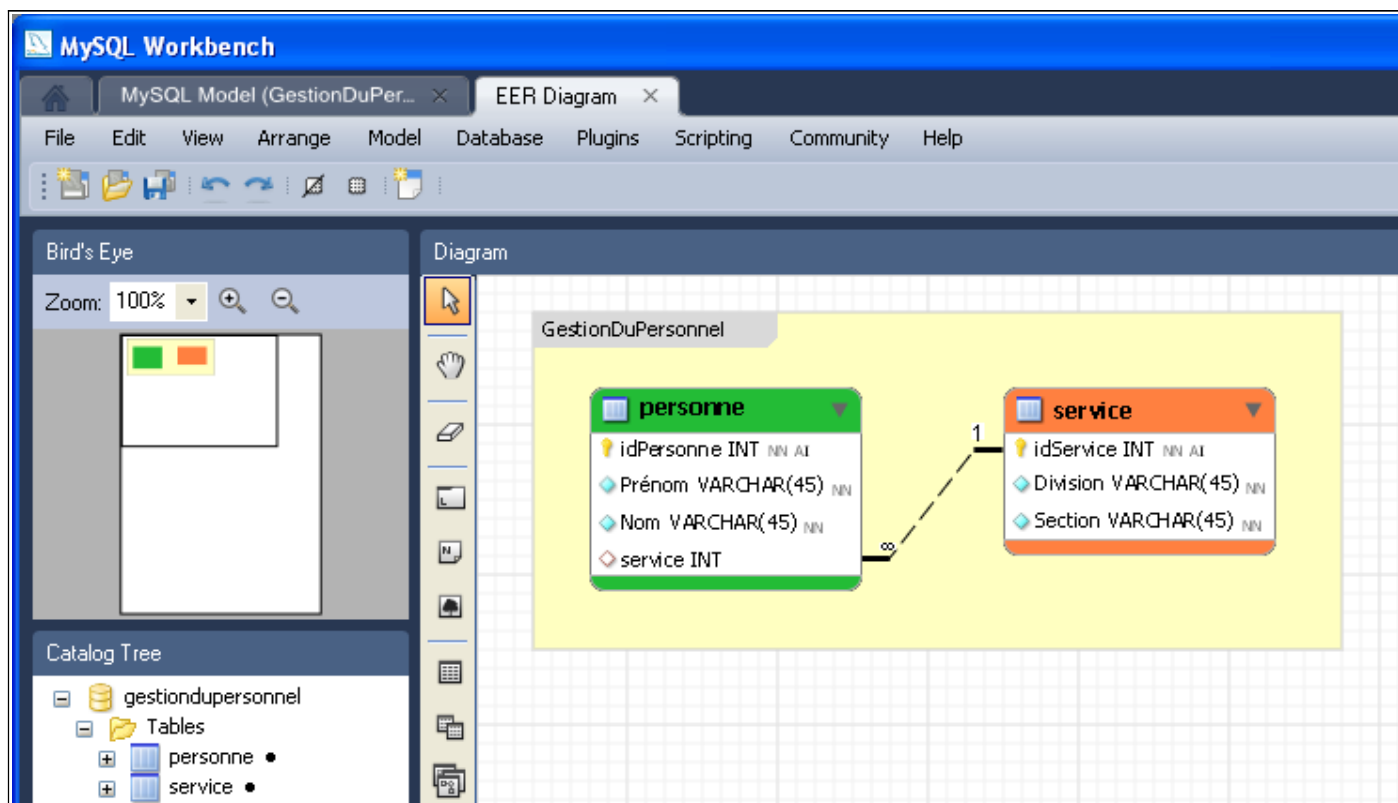 MySQL Workbench
MySQL Model (GestionDuPer...
EER Diagram
File Edit View Arrange Model Database Plugins Scripting Community Help
Bird's Eye
Diagram
Zoom: 100%
GestionDuPersonnel
personne
idPersonne INT NN AI
Prénom VARCHAR(45) NN
Nom VARCHAR(45) NN
service INT
∞
1
service
idService INT NN AI
Division VARCHAR(45) NN
Section VARCHAR(45) NN
Catalog Tree
gestiondupersonnel
Tables
personne
service